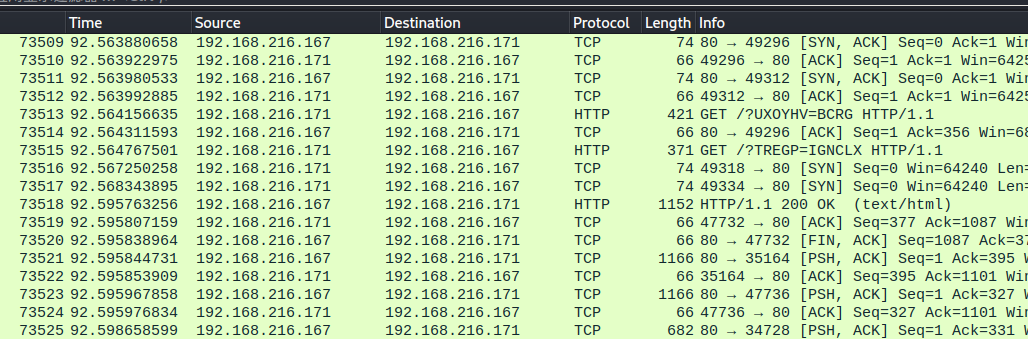 Time Source Destination Protocol Length Info
73509 92.563880658 192.168.216.167 192.168.216.171 TCP 74 80 → 49296 [SYN, ACK] Seq=0 Ack=1 Win
73510 92.563922975 192.168.216.171 192.168.216.167 TCP 66 49296 → 80 [ACK] Seq=1 Ack=1 Win=6425
73511 92.563980533 192.168.216.167 192.168.216.171 TCP 74 80 → 49312 [SYN, ACK] Seq=0 Ack=1 Win
73512 92.563992885 192.168.216.171 192.168.216.167 TCP 66 49312 → 80 [ACK] Seq=1 Ack=1 Win=6425
73513 92.564156635 192.168.216.171 192.168.216.167 HTTP 421 GET /?UXOYHV=BCRG HTTP/1.1
73514 92.564311593 192.168.216.167 192.168.216.171 TCP 66 80 → 49296 [ACK] Seq=1 Ack=356 Win=68
73515 92.564767501 192.168.216.171 192.168.216.167 HTTP 371 GET /?TREGP=IGNCLX HTTP/1.1
73516 92.567250258 192.168.216.171 192.168.216.167 TCP 74 49318 → 80 [SYN] Seq=0 Win=64240 Len=
73517 92.568343895 192.168.216.171 192.168.216.167 TCP 74 49334 → 80 [SYN] Seq=0 Win=64240 Len=
73518 92.595763256 192.168.216.167 192.168.216.171 HTTP 1152 HTTP/1.1 200 OK (text/html)
73519 92.595807159 192.168.216.171 192.168.216.167 TCP 66 47732 → 80 [ACK] Seq=377 Ack=1087 Win
73520 92.595838964 192.168.216.167 192.168.216.171 TCP 66 80 → 47732 [FIN, ACK] Seq=1087 Ack=37
73521 92.595844731 192.168.216.167 192.168.216.171 TCP 1166 80 → 35164 [PSH, ACK] Seq=1 Ack=395 W
73522 92.595853909 192.168.216.171 192.168.216.167 TCP 66 35164 → 80 [ACK] Seq=395 Ack=1101 Win
73523 92.595967858 192.168.216.167 192.168.216.171 TCP 1166 80 → 47736 [PSH, ACK] Seq=1 Ack=327 W
73524 92.595976834 192.168.216.171 192.168.216.167 TCP 66 47736 → 80 [ACK] Seq=327 Ack=1101 Win
73525 92.598658599 192.168.216.167 192.168.216.171 TCP 682 80 → 34728 [PSH, ACK] Seq=1 Ack=331 W